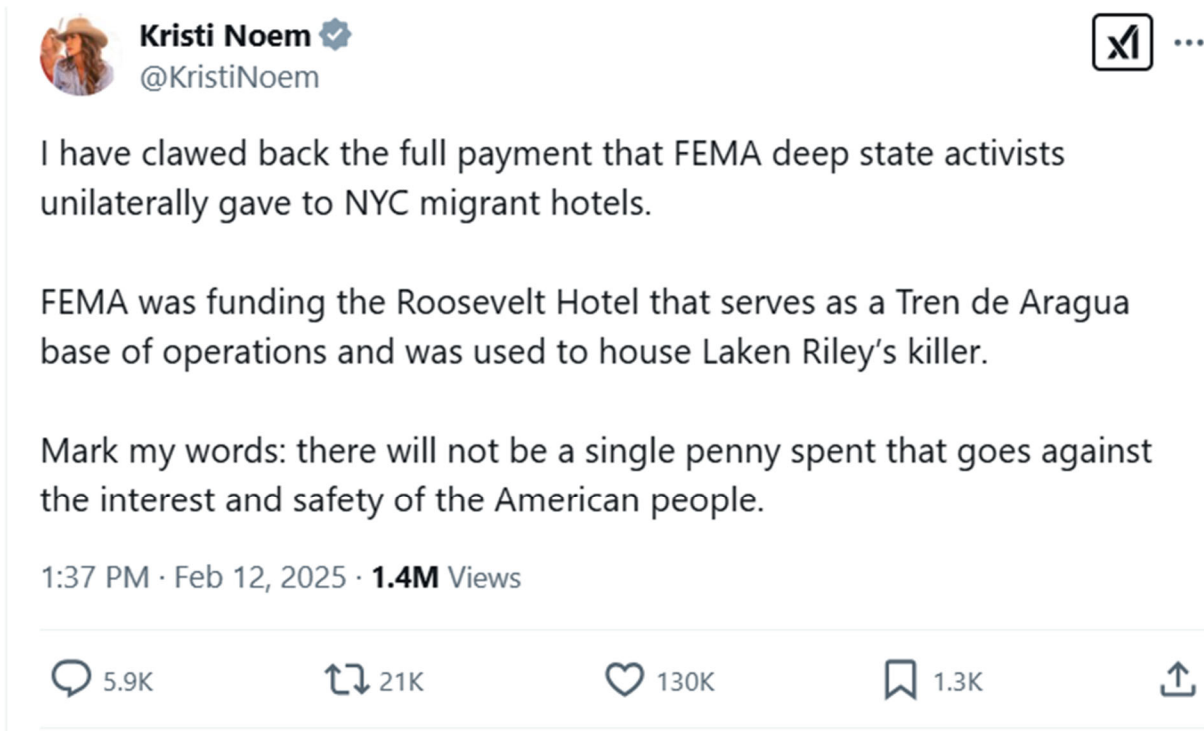 Kristi Noem
@KristiNoem
I have clawed back the full payment that FEMA deep state activists
unilaterally gave to NYC migrant hotels.
FEMA was funding the Roosevelt Hotel that serves as a Tren de Aragua
base of operations and was used to house Laken Riley's killer.
Mark my words: there will not be a single penny spent that goes against
the interest and safety of the American people.
1:37 PM · Feb 12, 2025 · 1.4M Views
5.9K 21K 130K 1.3K